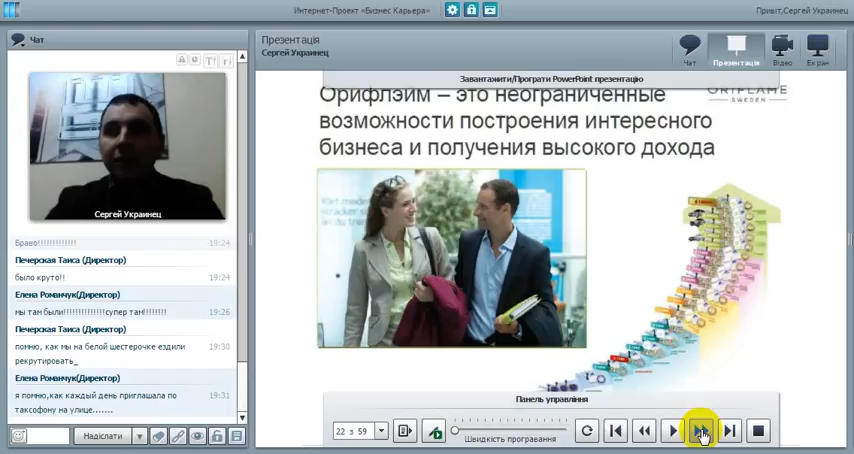 Интернет-Проект «Бизнес Карьера»
Привіт,Сергей Украинец
Чат
Сергей Украинец
Браво!!!!!!!!!!!!! 19:24
Печерская Таиса (Директор)
было круто!! 19:24
Елена Романчук(Директор)
мы там были!!!!!!!!!!!!!!супер там!!!!!!!! 19:26
Печерская Таиса (Директор)
помню, как мы на белой шестерочке ездили 19:30
рекрутировать_
Елена Романчук(Директор)
я помню,как каждый день приглашала по 19:31
таксофону на улице.......
Надіслати
Презентація
Сергей Украинец
Чат
Презентація
Відео
Екран
Завантажити/Програти PowerPoint презентацію
Орифлэйм – это неограниченные
возможности построения интересного
бизнеса и получения высокого дохода
ORIFLAME
SWEDEN
Панель управління
22 з 59
Швидкість програвання